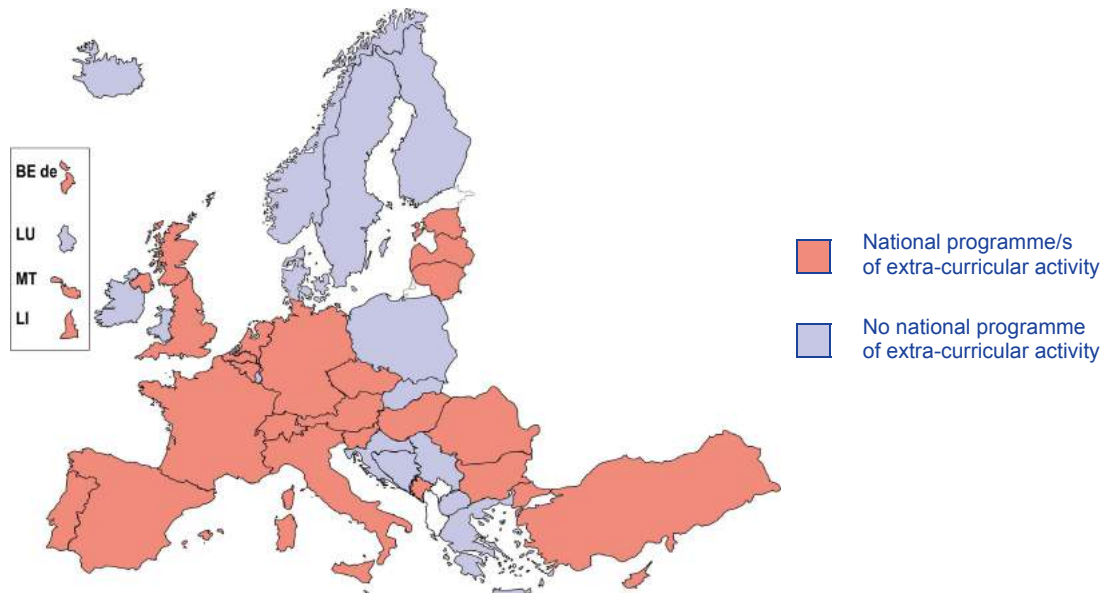 BE de
LU
MT
LI
National programme/s
of extra-curricular activity
No national programme
of extra-curricular activity